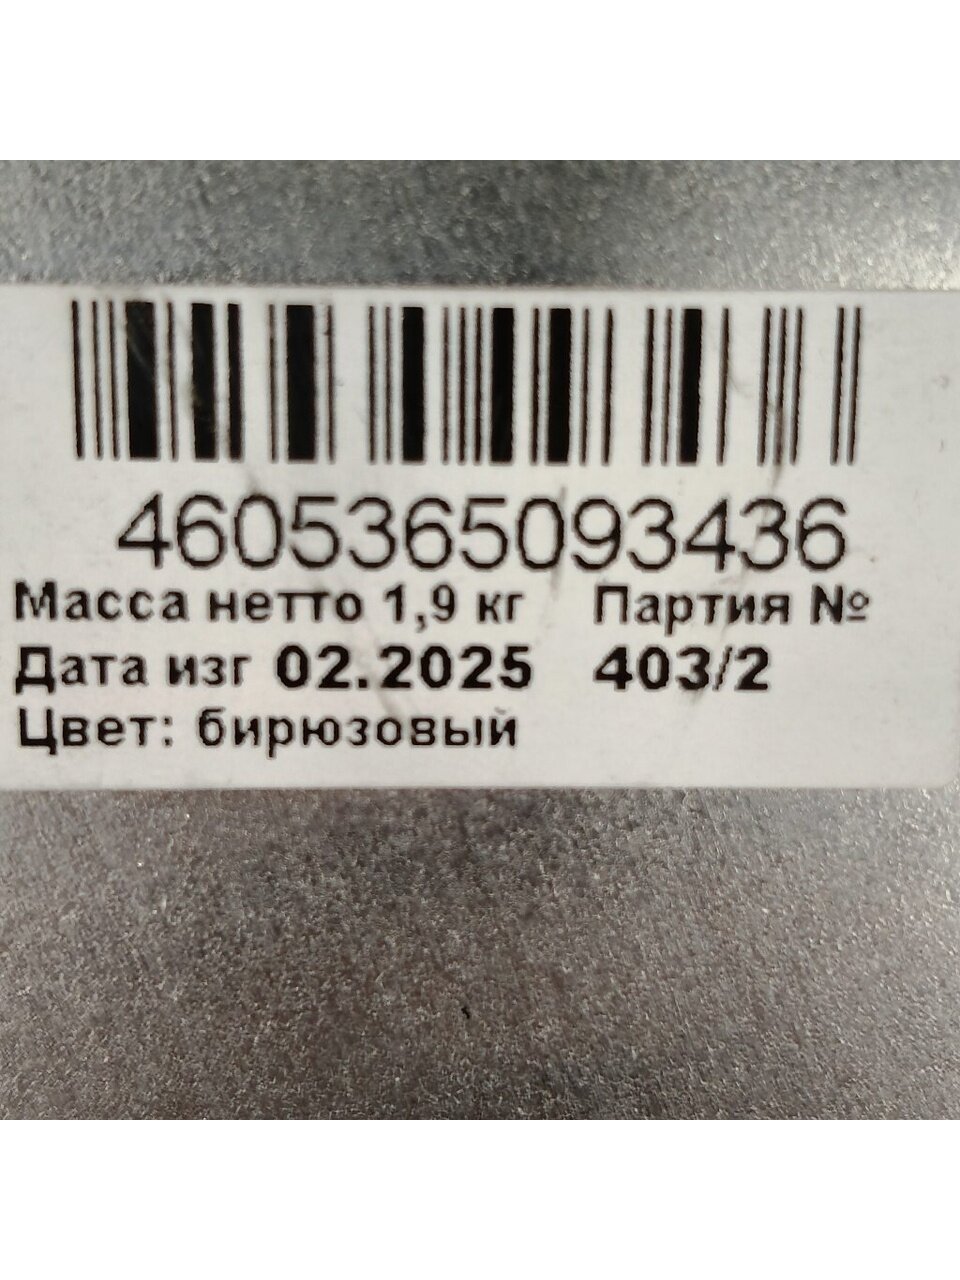 4605365093436
Масса нетто 1,9 кг Партия №
Дата изг 02.2025 403/2
Цвет: бирюзовый